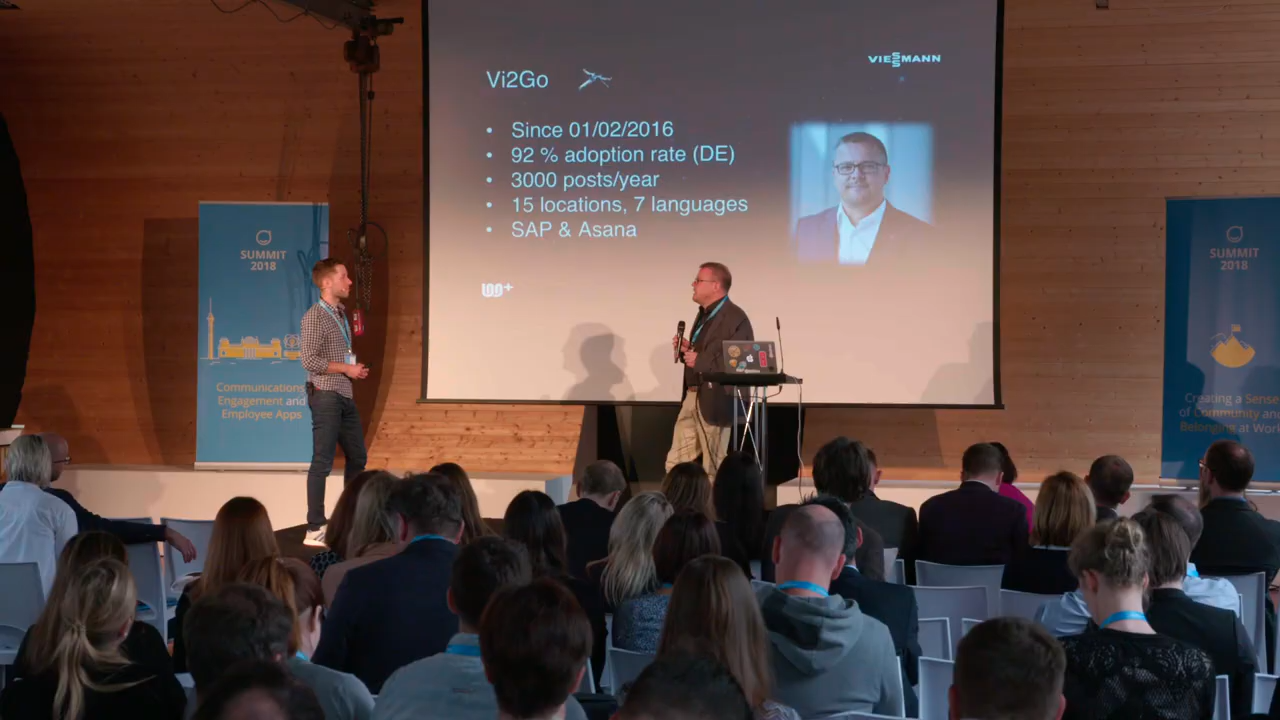 VIESSMANN
Vi2Go
• Since 01/02/2016
• 92 % adoption rate (DE)
• 3000 posts/year
• 15 locations, 7 languages
• SAP & Asana
100+
SUMMIT
2018
Communications,
Engagement and
Employee Apps
SUMMIT
2018
Creating a Sense
of Community and
Belonging at Work